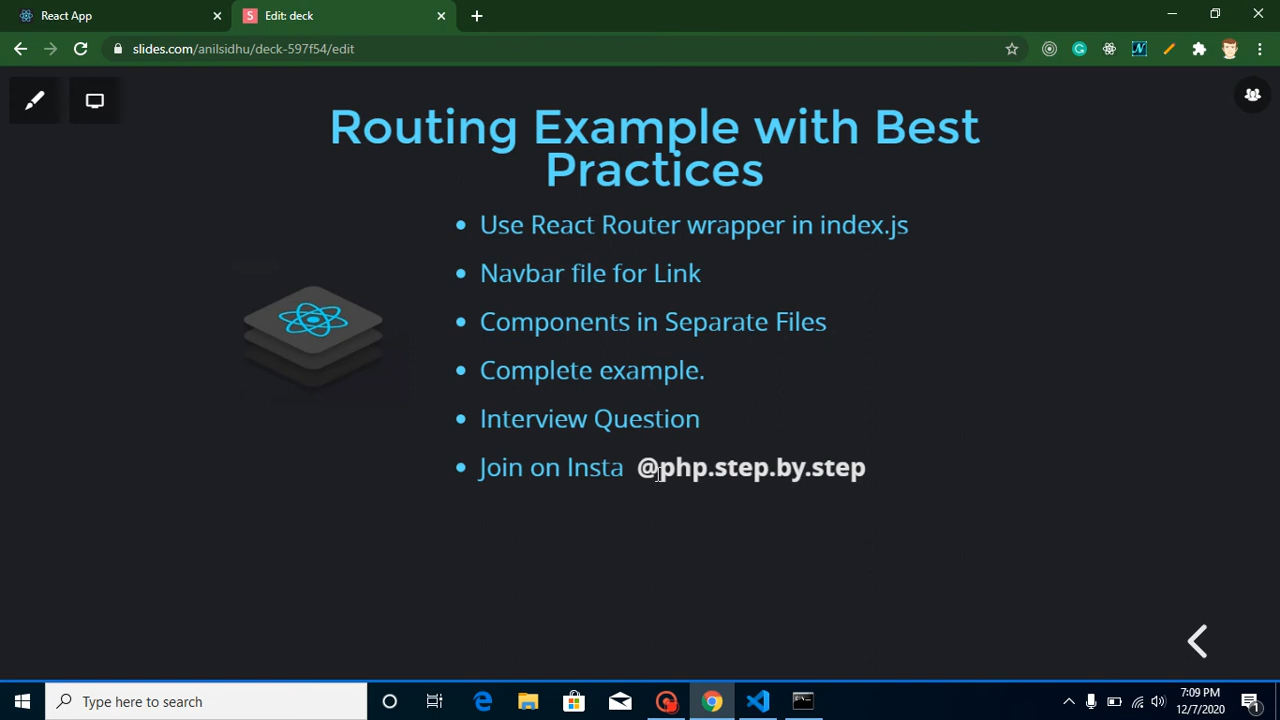 React App
Edit: deck
slides.com/anilsidhu/deck-597f54/edit
Routing Example with Best
Practices
Use React Router wrapper in index.js
Navbar file for Link
Components in Separate Files
Complete example.
Interview Question
Join on Insta @php.step.by.step
Type here to search
7:09 PM
12/7/2020